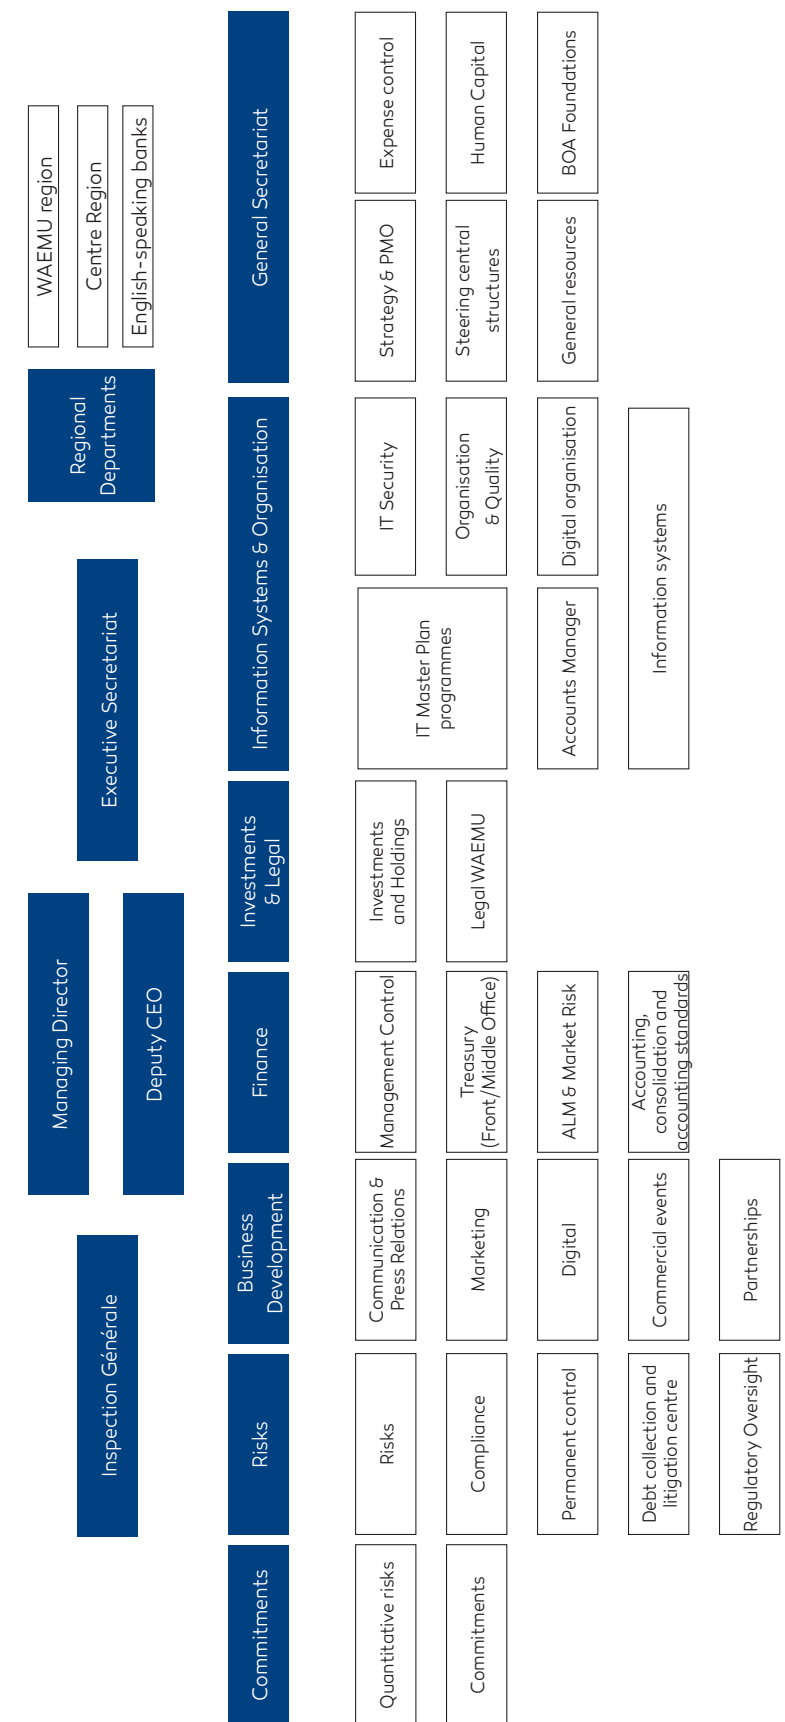 Managing Director
Deputy CEO
Inspection Générale
Executive Secretariat
Regional
Departments
WAEMU region
Centre Region
English-speaking banks
Commitments
Quantitative risks
Commitments
Risks
Risks
Compliance
Permanent control
Debt collection and
litigation centre
Regulatory Oversight
Business
Development
Communication &
Press Relations
Marketing
Digital
Commercial events
Partnerships
Finance
Management Control
Treasury
(Front/Middle Office)
ALM & Market Risk
Accounting,
consolidation and
accounting standards
Investments
& Legal
Investments
and Holdings
Legal WAEMU
Information Systems & Organisation
IT Master Plan
programmes
IT Security
Organisation
& Quality
Accounts Manager
Digital organisation
Information systems
General Secretariat
Strategy & PMO
Expense control
Steering central
structures
Human Capital
General resources
BOA Foundations